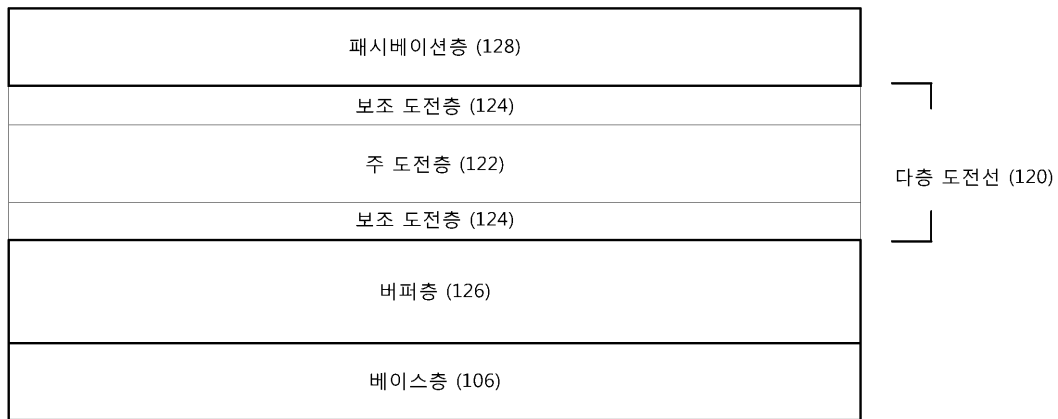 패시베이션층 (128)
보조 도전층 (124)
주 도전층 (122)
다층 도전선 (120)
보조 도전층 (124)
버퍼층 (126)
베이스층 (106)